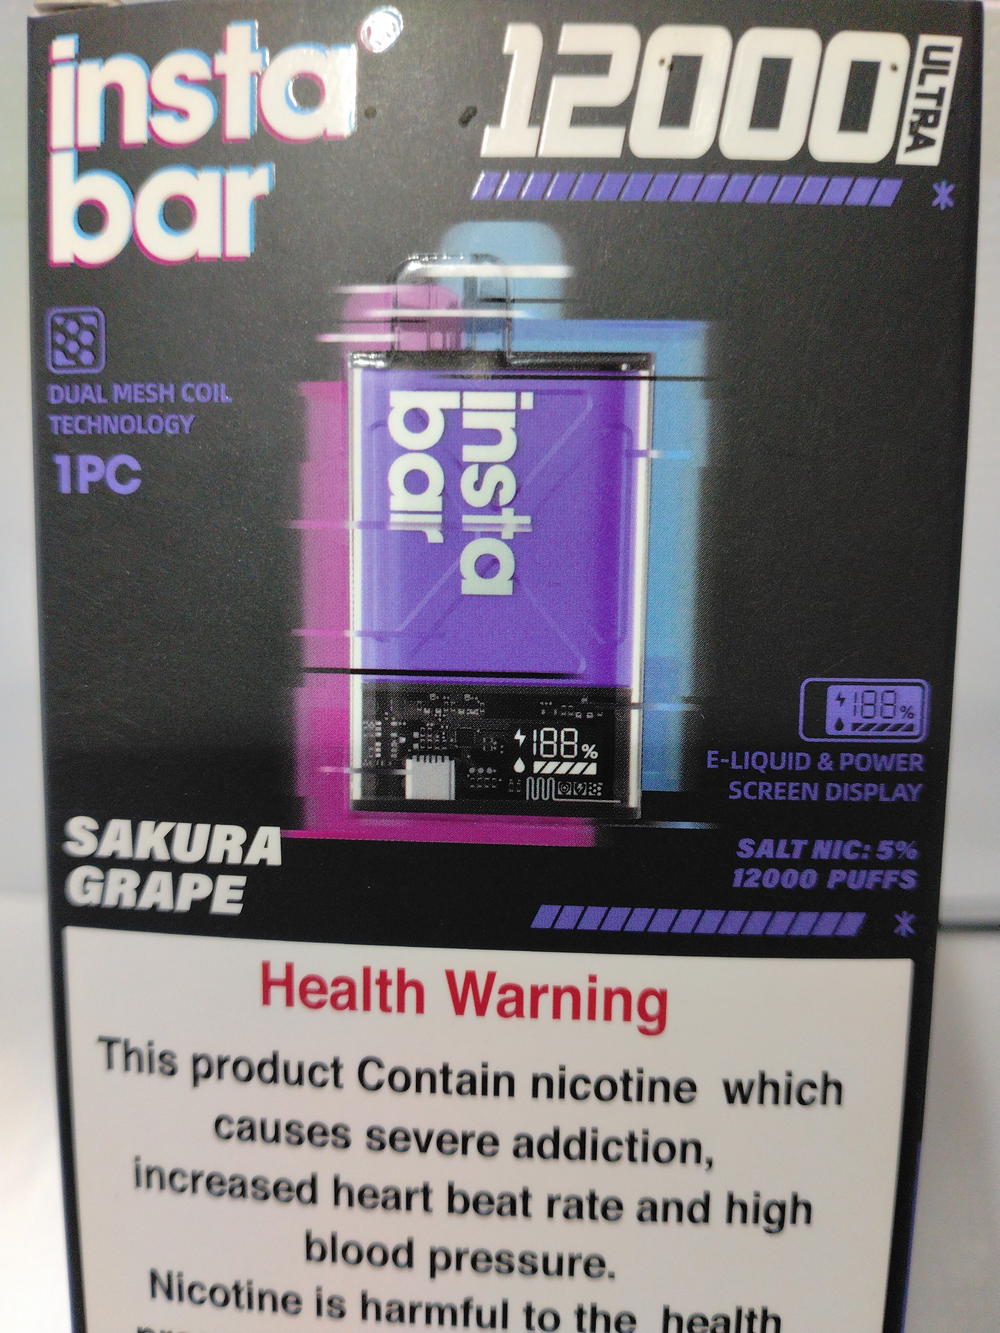 insta
bar
12000
ULTRA
DUAL MESH COIL
TECHNOLOGY
1PC
insta
bar
188%
188%
E-LIQUID & POWER
SCREEN DISPLAY
SAKURA
GRAPE
SALT NIC: 5%
12000 PUFFS
Health Warning
This product Contain nicotine which
causes severe addiction,
increased heart beat rate and high
blood pressure.
Nicotine is harmful to the health